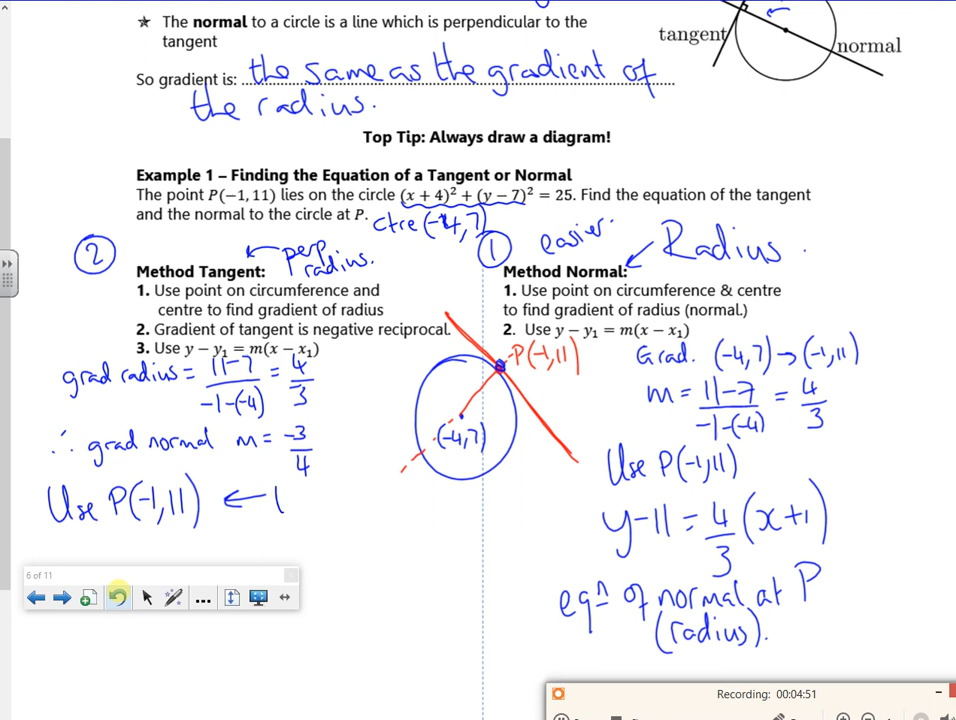 ★ The normal to a circle is a line which is perpendicular to the
tangent
tangent
normal
So gradient is: the same as the gradient of
the radius.
Top Tip: Always draw a diagram!
Example 1 – Finding the Equation of a Tangent or Normal
The point P(−1, 11) lies on the circle (x + 4)² + (y − 7)² = 25. Find the equation of the tangent
and the normal to the circle at P. ctre (-4,7)
② perp radius.
Method Tangent:
1. Use point on circumference and
centre to find gradient of radius
2. Gradient of tangent is negative reciprocal.
3. Use y − y₁ = m(x − x₁)
grad radius = 11-7 / -1-(-4) = 4/3
∴ grad normal m = -3/4
Use P(-1,11) ←
① easier. Radius.
Method Normal:
1. Use point on circumference & centre
to find gradient of radius (normal.)
2. Use y − y₁ = m(x − x₁)
P(-1,11)
(-4,7)
Grad. (-4,7) → (-1,11)
m = 11-7 / -1-(-4) = 4/3
Use P(-1,11)
y-11 = 4/3 (x+1)
eqn of normal at P
(radius).
6 of 11
...
Recording: 00:04:51